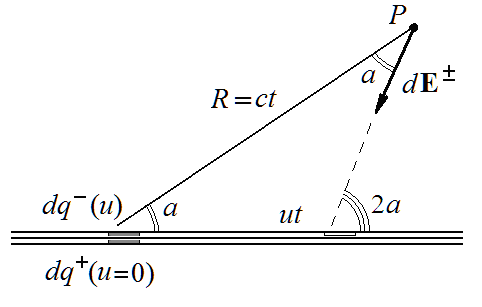 P
a
dE±
R=ct
dq⁻(u)
a
ut
2a
dq⁺(u=0)